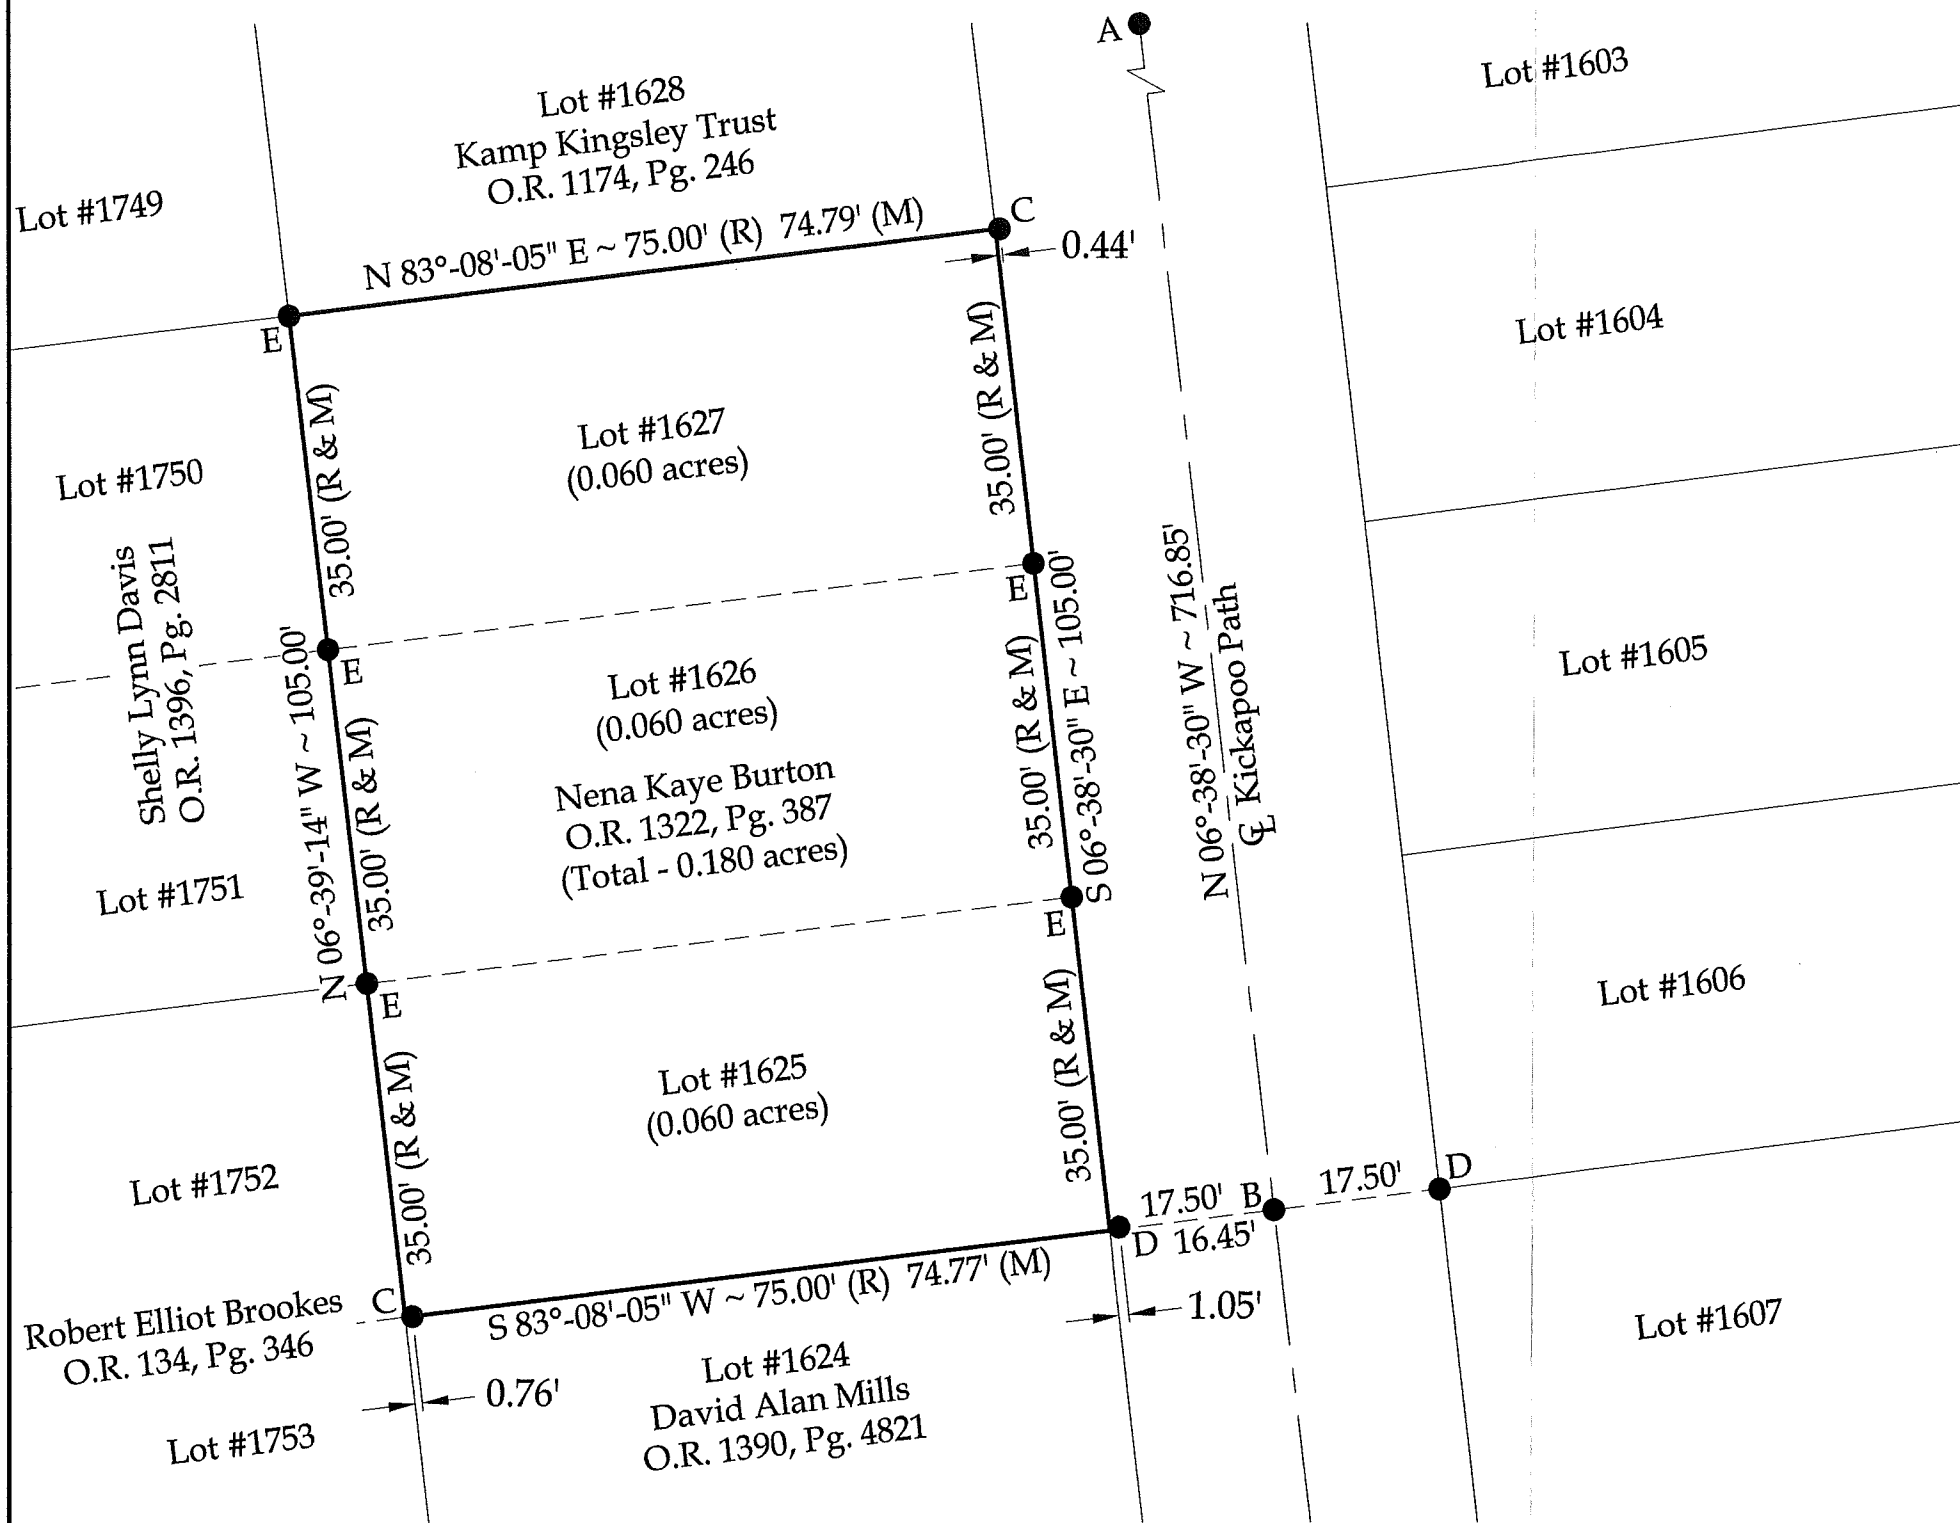 A
Lot #1603
Lot #1628
Kamp Kingsley Trust
O.R. 1174, Pg. 246
Lot #1749
C
N 83°-08'-05" E ~ 75.00' (R) 74.79' (M)
0.44'
E
Lot #1604
35.00' (R & M)
35.00' (R & M)
Lot #1627
(0.060 acres)
Lot #1750
Shelly Lynn Davis
O.R. 1396, Pg. 2811
E
E
N 06°-39'-14" W ~ 105.00'
35.00' (R & M)
Lot #1626
(0.060 acres)
Nena Kaye Burton
O.R. 1322, Pg. 387
(Total - 0.180 acres)
35.00' (R & M)
S 06°-38'-30" E ~ 105.00'
N 06°-38'-30" W ~ 716.85'
℄ Kickapoo Path
Lot #1605
Lot #1751
E
E
Lot #1606
35.00' (R & M)
Lot #1625
(0.060 acres)
35.00' (R & M)
Lot #1752
17.50' B 17.50' D
D 16.45'
C
S 83°-08'-05" W ~ 75.00' (R) 74.77' (M)
1.05'
Robert Elliot Brookes
O.R. 134, Pg. 346
0.76'
Lot #1624
David Alan Mills
O.R. 1390, Pg. 4821
Lot #1607
Lot #1753